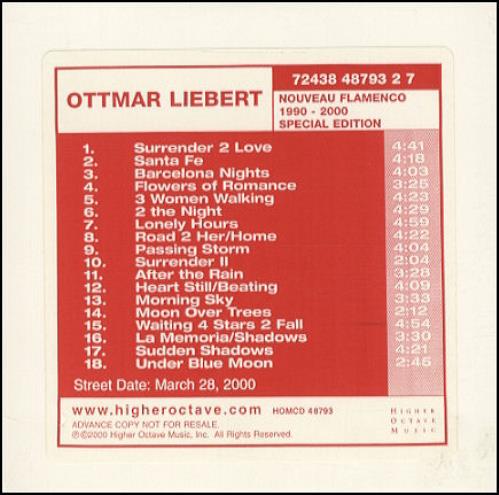 OTTMAR LIEBERT
72438 48793 2 7
NOUVEAU FLAMENCO
1990 - 2000
SPECIAL EDITION
1. Surrender 2 Love 4:41
2. Santa Fe 4:18
3. Barcelona Nights 4:03
4. Flowers of Romance 3:25
5. 3 Women Walking 4:23
6. 2 the Night 4:29
7. Lonely Hours 4:59
8. Road 2 Her/Home 4:22
9. Passing Storm 4:04
10. Surrender II 2:04
11. After the Rain 3:28
12. Heart Still/Beating 4:09
13. Morning Sky 3:33
14. Moon Over Trees 2:12
15. Waiting 4 Stars 2 Fall 4:54
16. La Memoria/Shadows 3:30
17. Sudden Shadows 4:21
18. Under Blue Moon 2:45
Street Date: March 28, 2000
www.higheroctave.com HOMCD 48793
ADVANCE COPY NOT FOR RESALE.
℗©2000 Higher Octave Music, Inc. All Rights Reserved.
HIGHER
OCTAVE
MUSIC